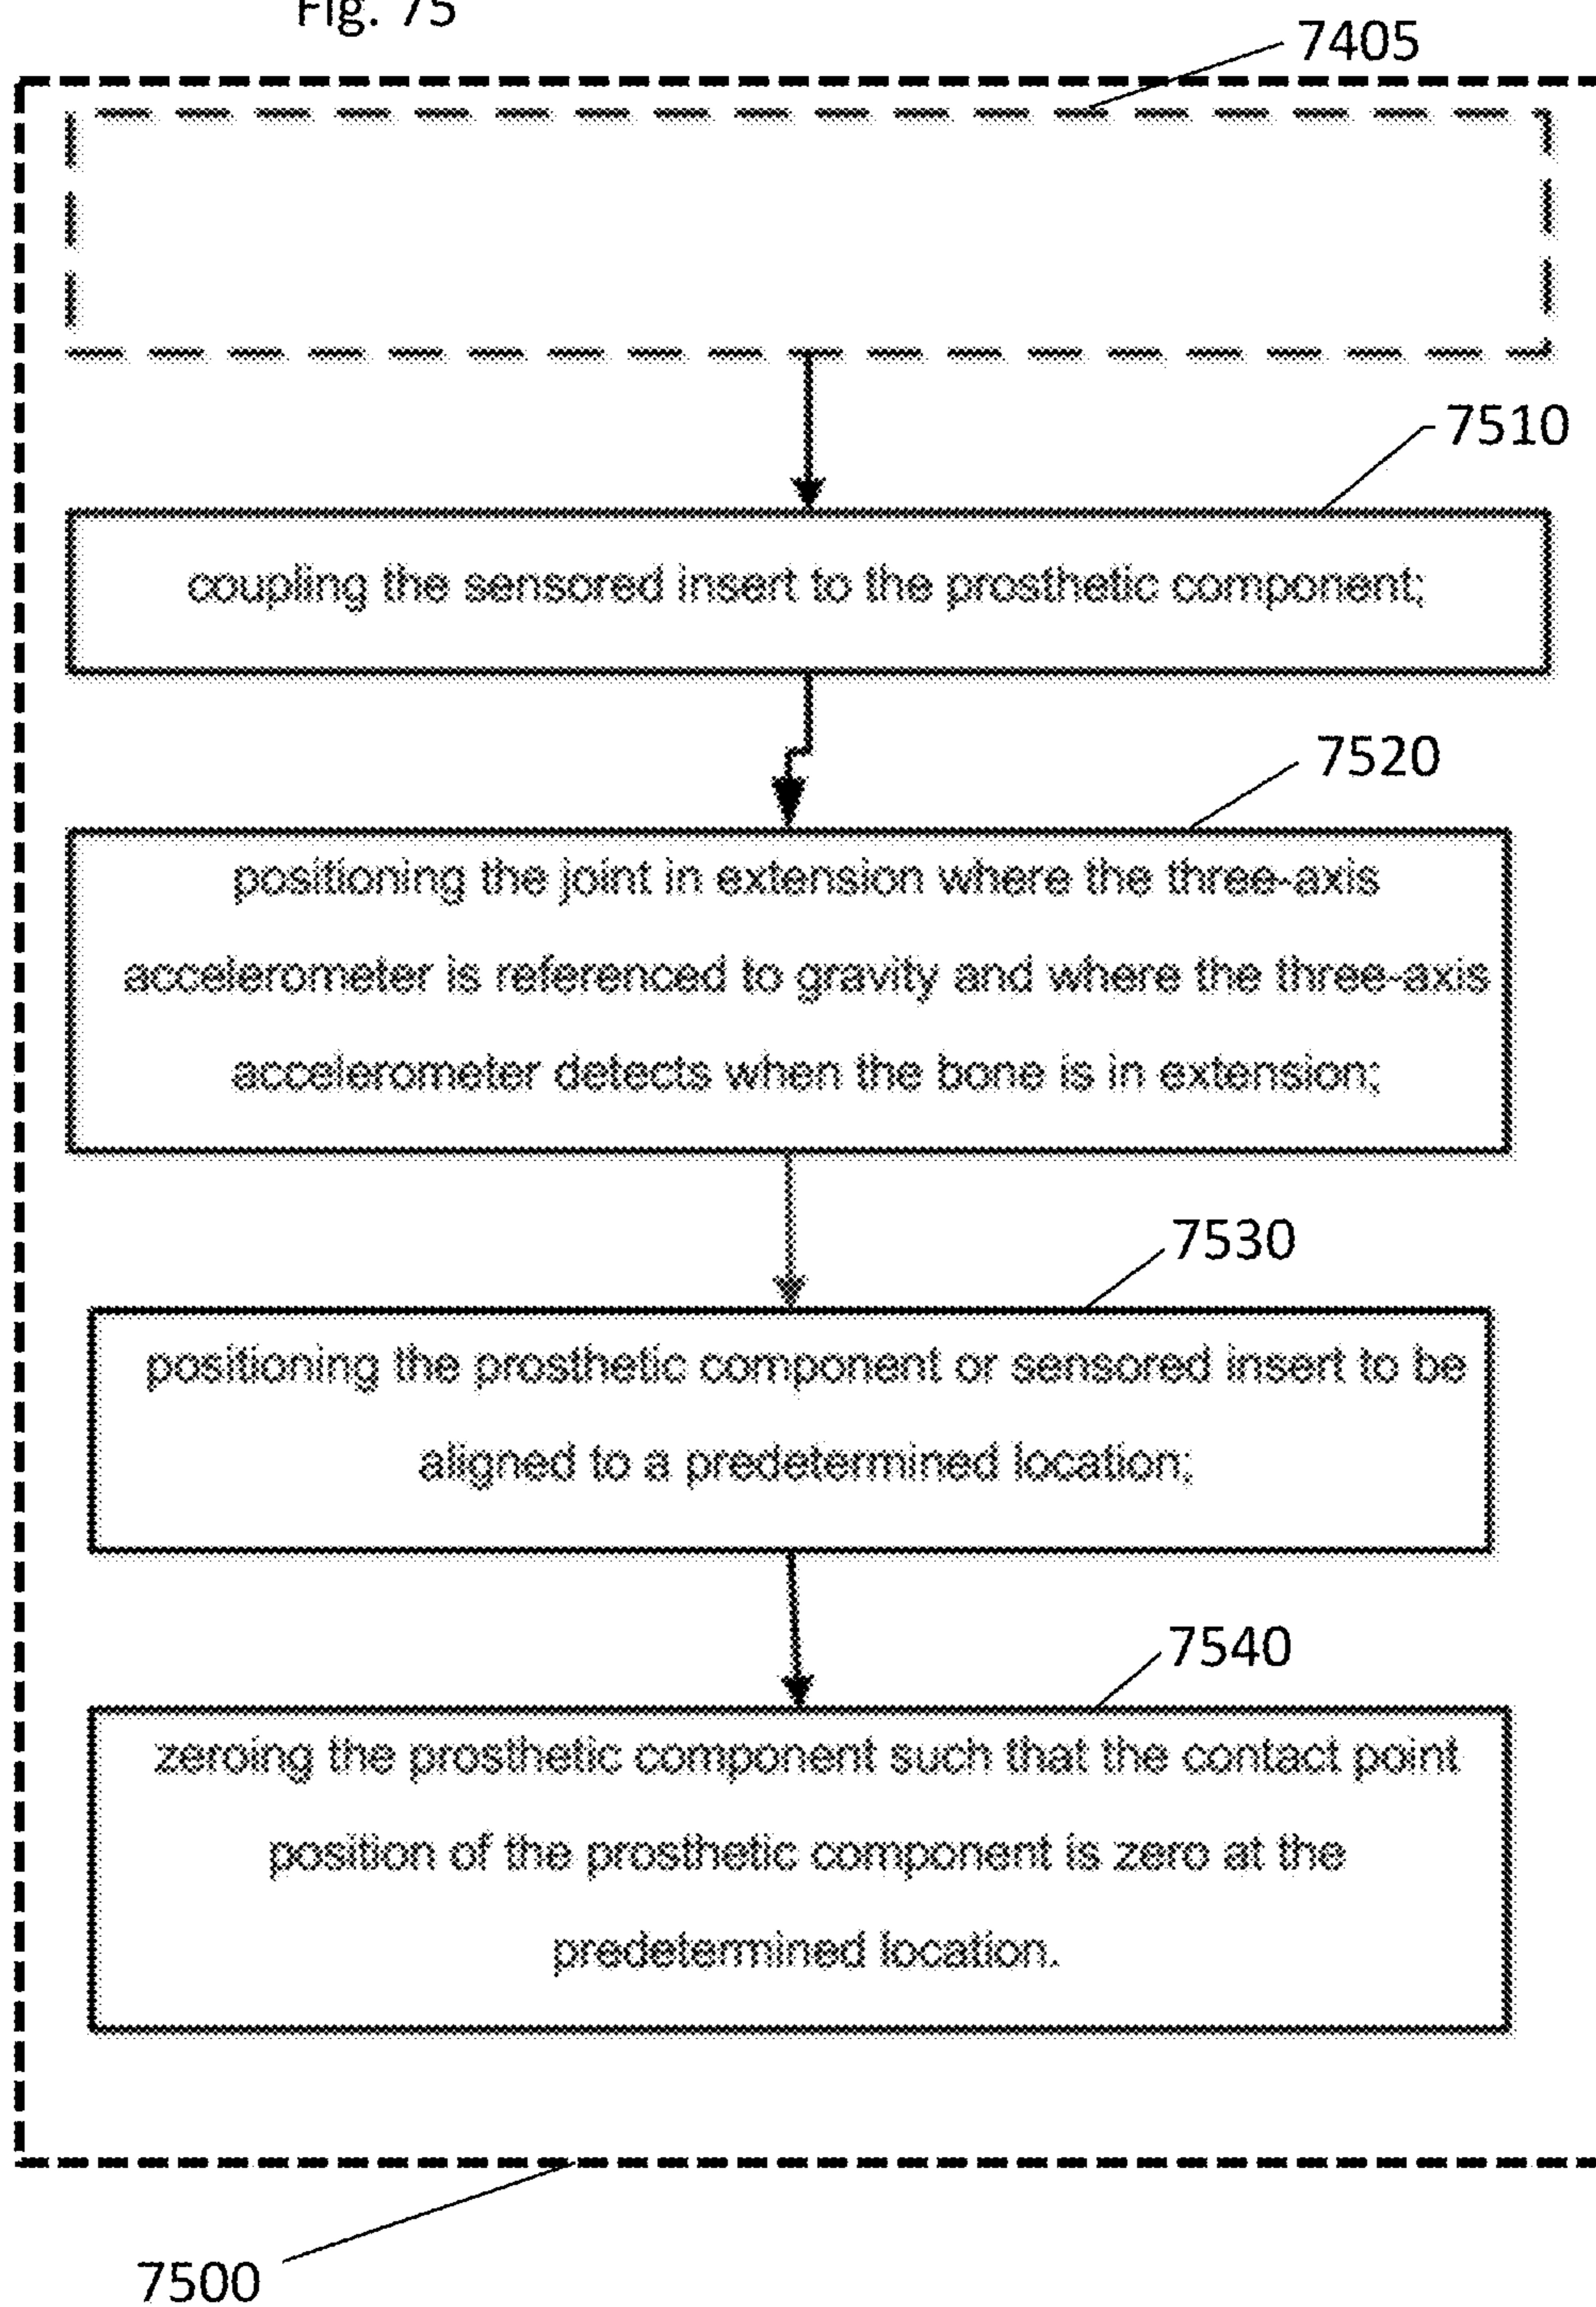 Fig. 75
7405
7510
coupling the sensored insert to the prosthetic component;
7520
positioning the joint in extension where the three-axis
accelerometer is referenced to gravity and where the three-axis
accelerometer detects when the bone is in extension;
7530
positioning the prosthetic component or sensored insert to be
aligned to a predetermined location;
7540
zeroing the prosthetic component such that the contact point
position of the prosthetic component is zero at the
predetermined location.
7500